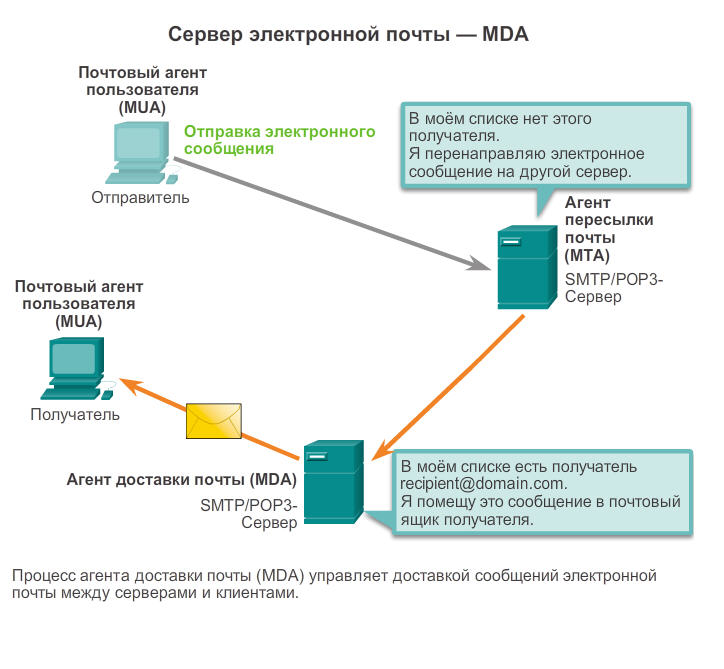 Сервер электронной почты — MDA
Почтовый агент
пользователя
(MUA)
Отправка электронного
сообщения
Отправитель
В моём списке нет этого
получателя.
Я перенаправляю электронное
сообщение на другой сервер.
Агент
пересылки
почты
(MTA)
SMTP/POP3-
Сервер
Почтовый агент
пользователя
(MUA)
Получатель
Агент доставки почты (MDA)
SMTP/POP3-
Сервер
В моём списке есть получатель
recipient@domain.com.
Я помещу это сообщение в почтовый
ящик получателя.
Процесс агента доставки почты (MDA) управляет доставкой сообщений электронной
почты между серверами и клиентами.